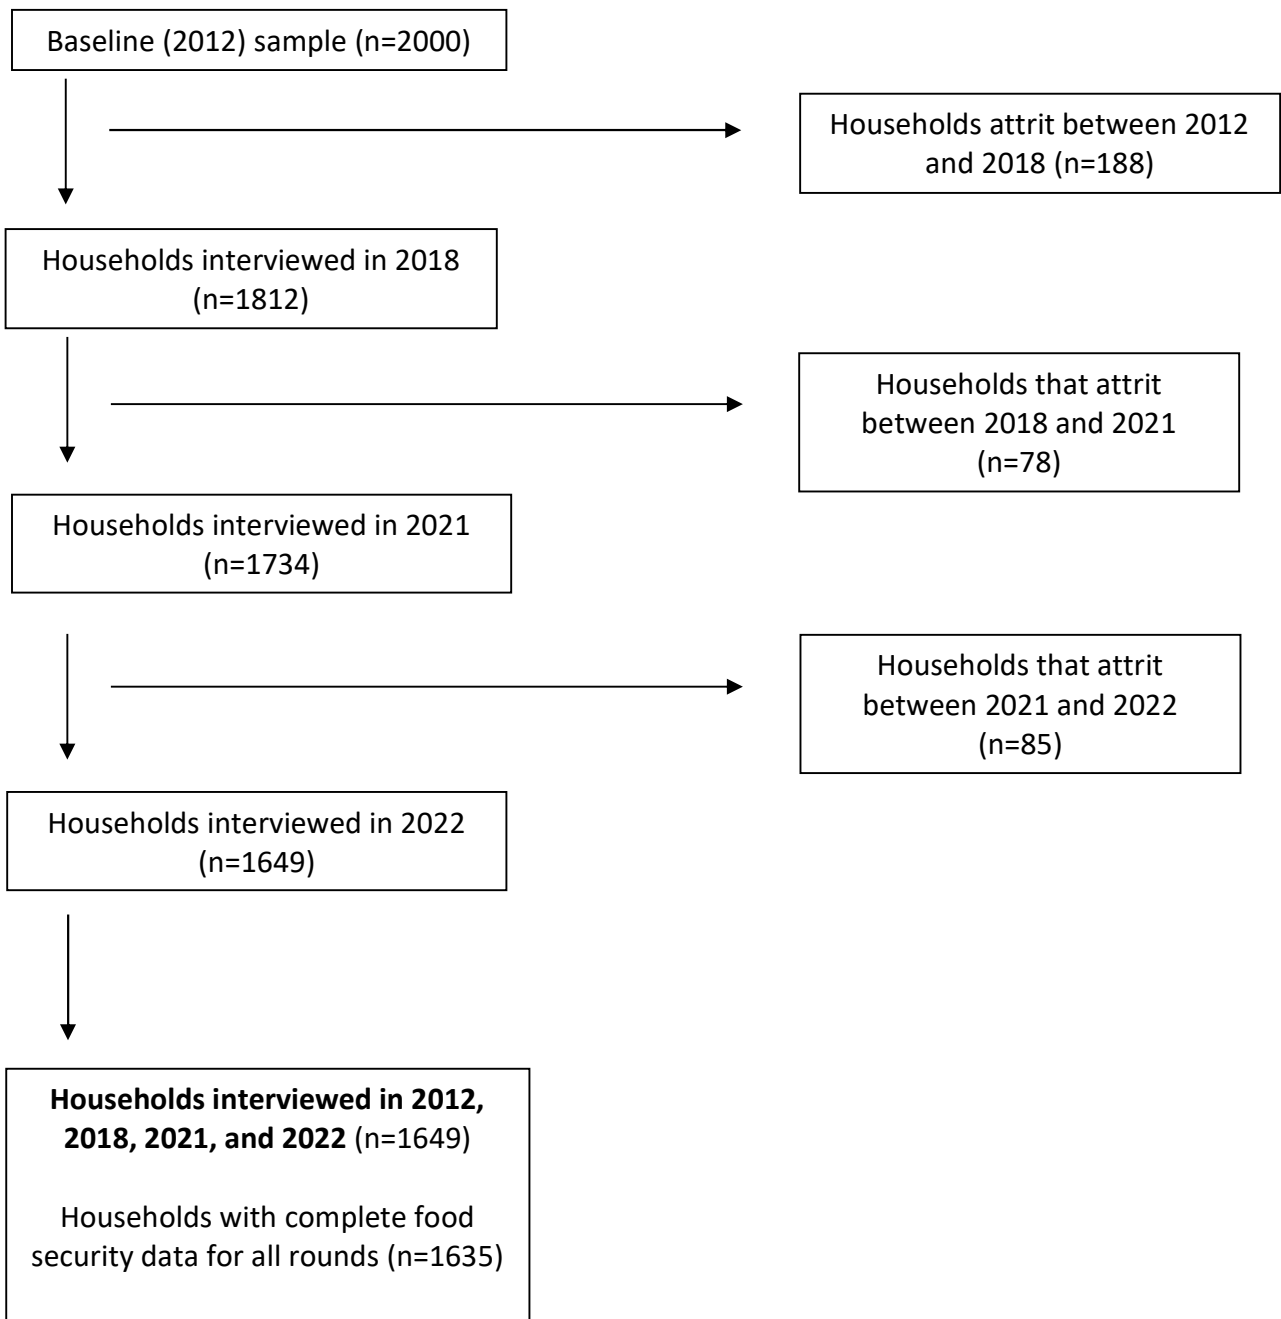 Baseline (2012) sample (n=2000)
Households attrit between 2012
and 2018 (n=188)
Households interviewed in 2018
(n=1812)
Households that attrit
between 2018 and 2021
(n=78)
Households interviewed in 2021
(n=1734)
Households that attrit
between 2021 and 2022
(n=85)
Households interviewed in 2022
(n=1649)
Households interviewed in 2012,
2018, 2021, and 2022 (n=1649)
Households with complete food
security data for all rounds (n=1635)